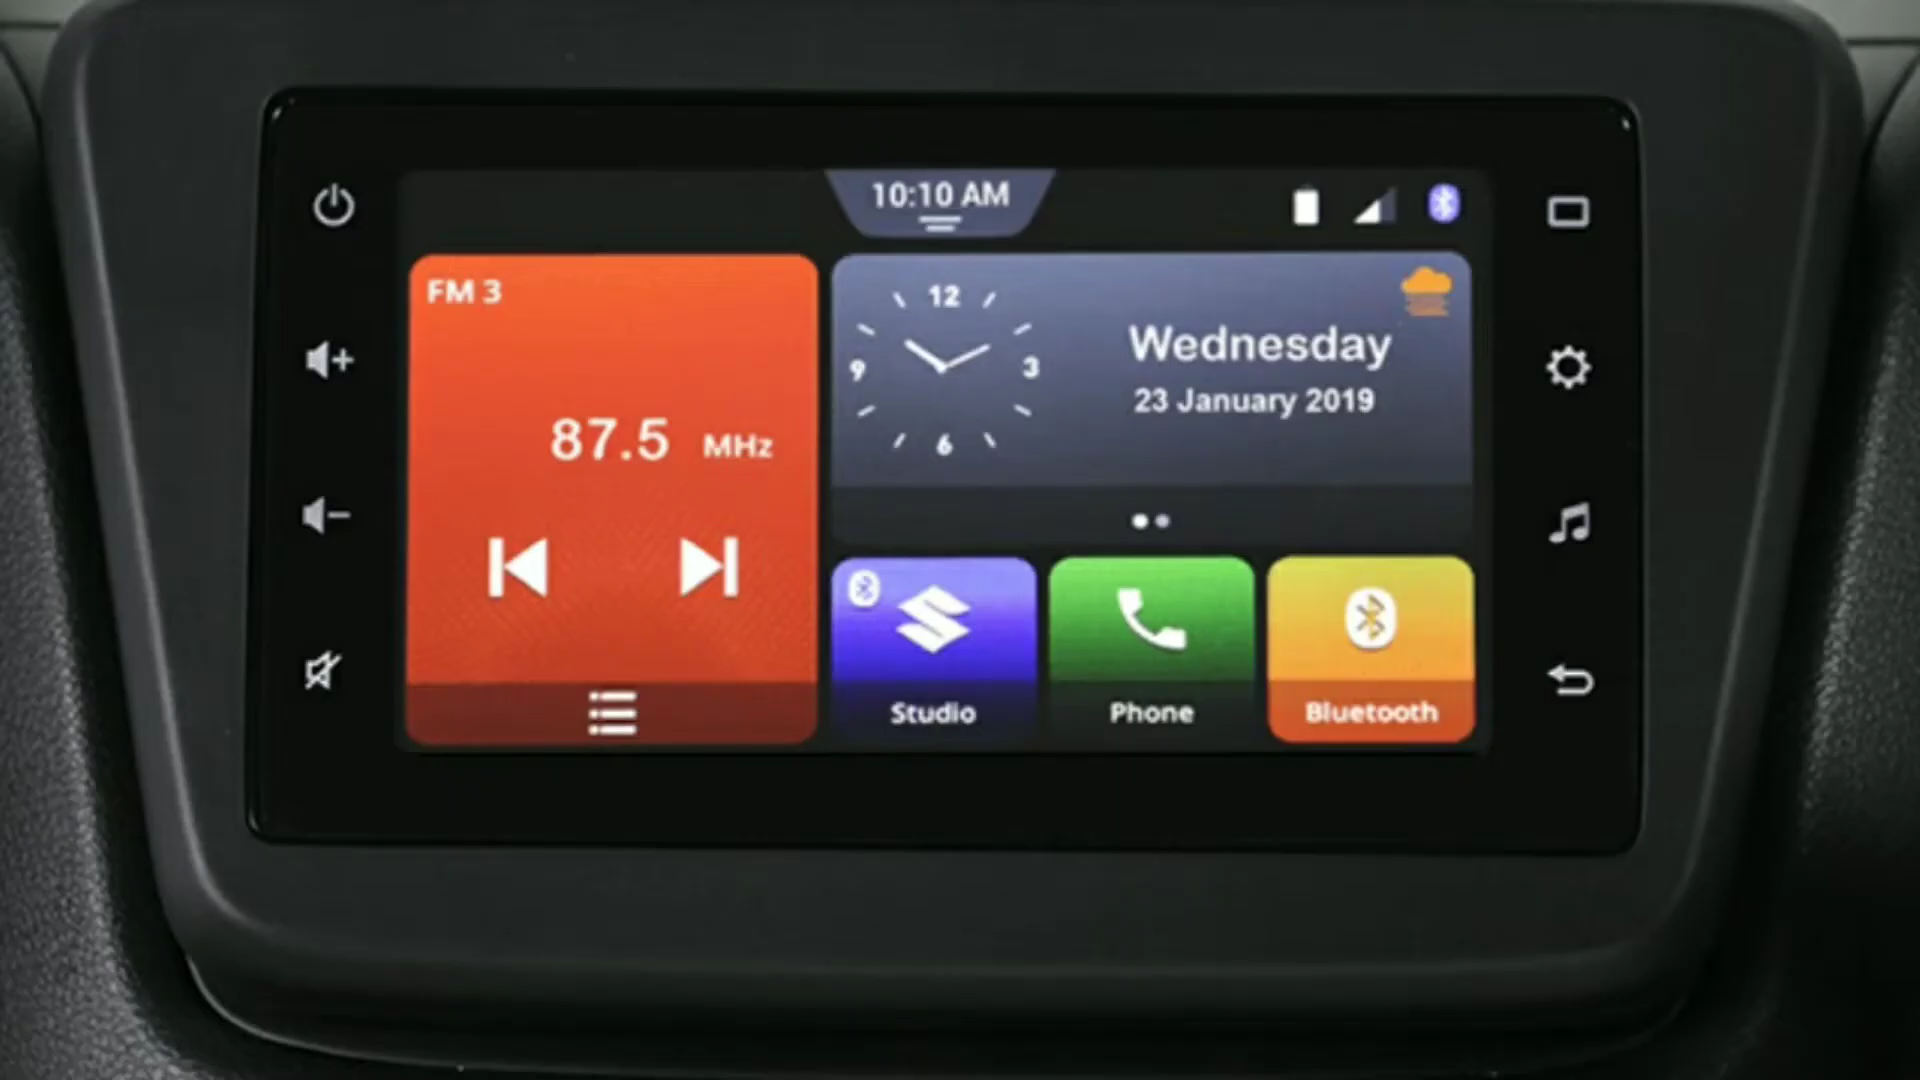 10:10 AM
FM 3
87.5 MHz
12
9
3
6
Wednesday
23 January 2019
Studio
Phone
Bluetooth